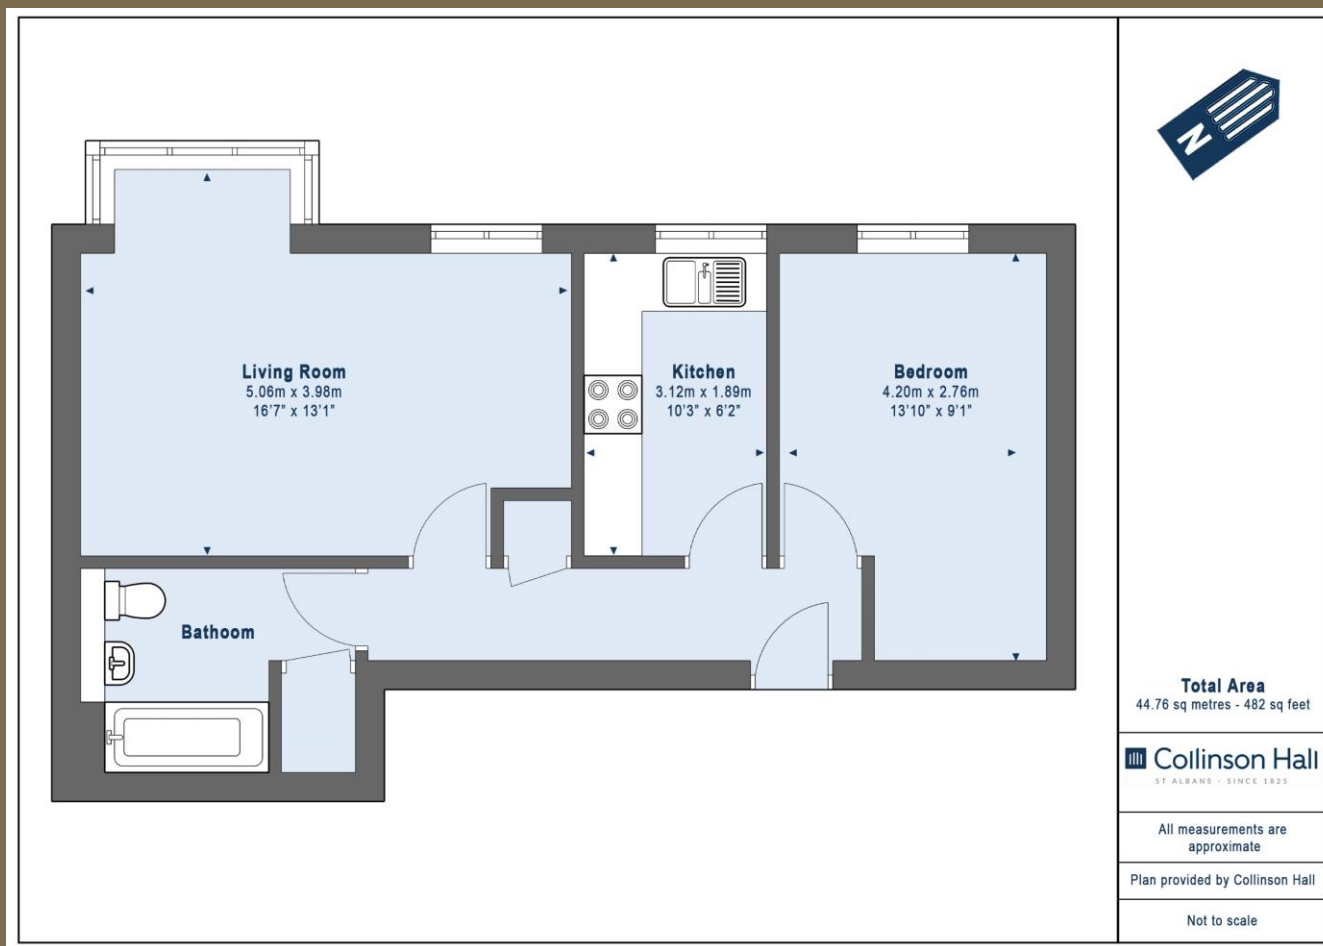 Living Room
5.06m x 3.98m
16'7" x 13'1"
Kitchen
3.12m x 1.89m
10'3" x 6'2"
Bedroom
4.20m x 2.76m
13'10" x 9'1"
Bathoom
N
Total Area
44.76 sq metres - 482 sq feet
Collinson Hall
ST ALBANS - SINCE 1825
All measurements are
approximate
Plan provided by Collinson Hall
Not to scale